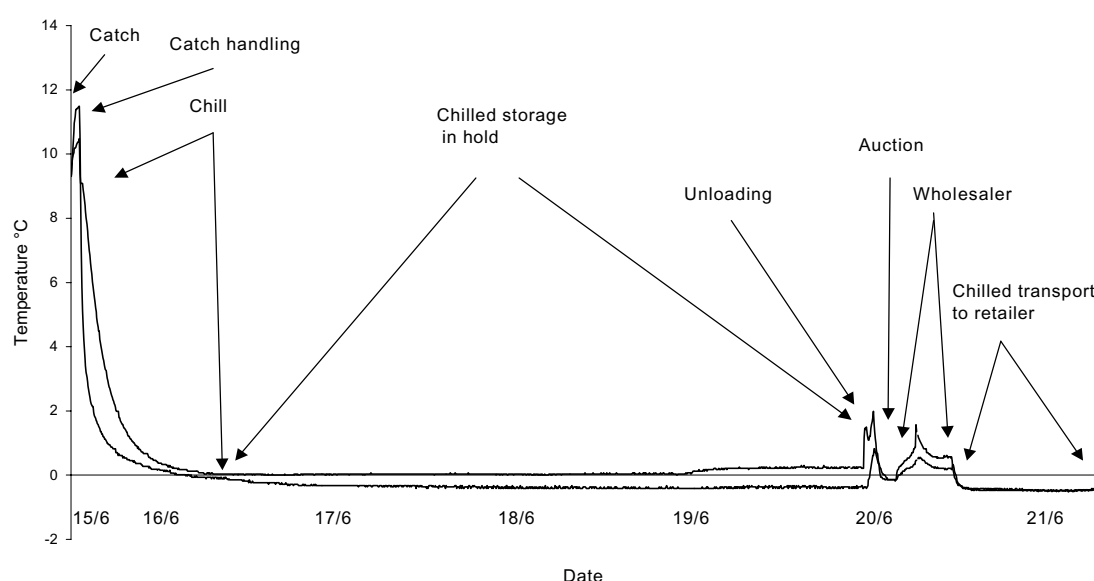 14
Catch
Catch handling
12
Chill
Chilled storage
in hold
10
Auction
Unloading
Wholesaler
8
Temperature °C
6
Chilled transport
to retailer
4
2
0
15/6
16/6
17/6
18/6
19/6
20/6
21/6
-2
Date